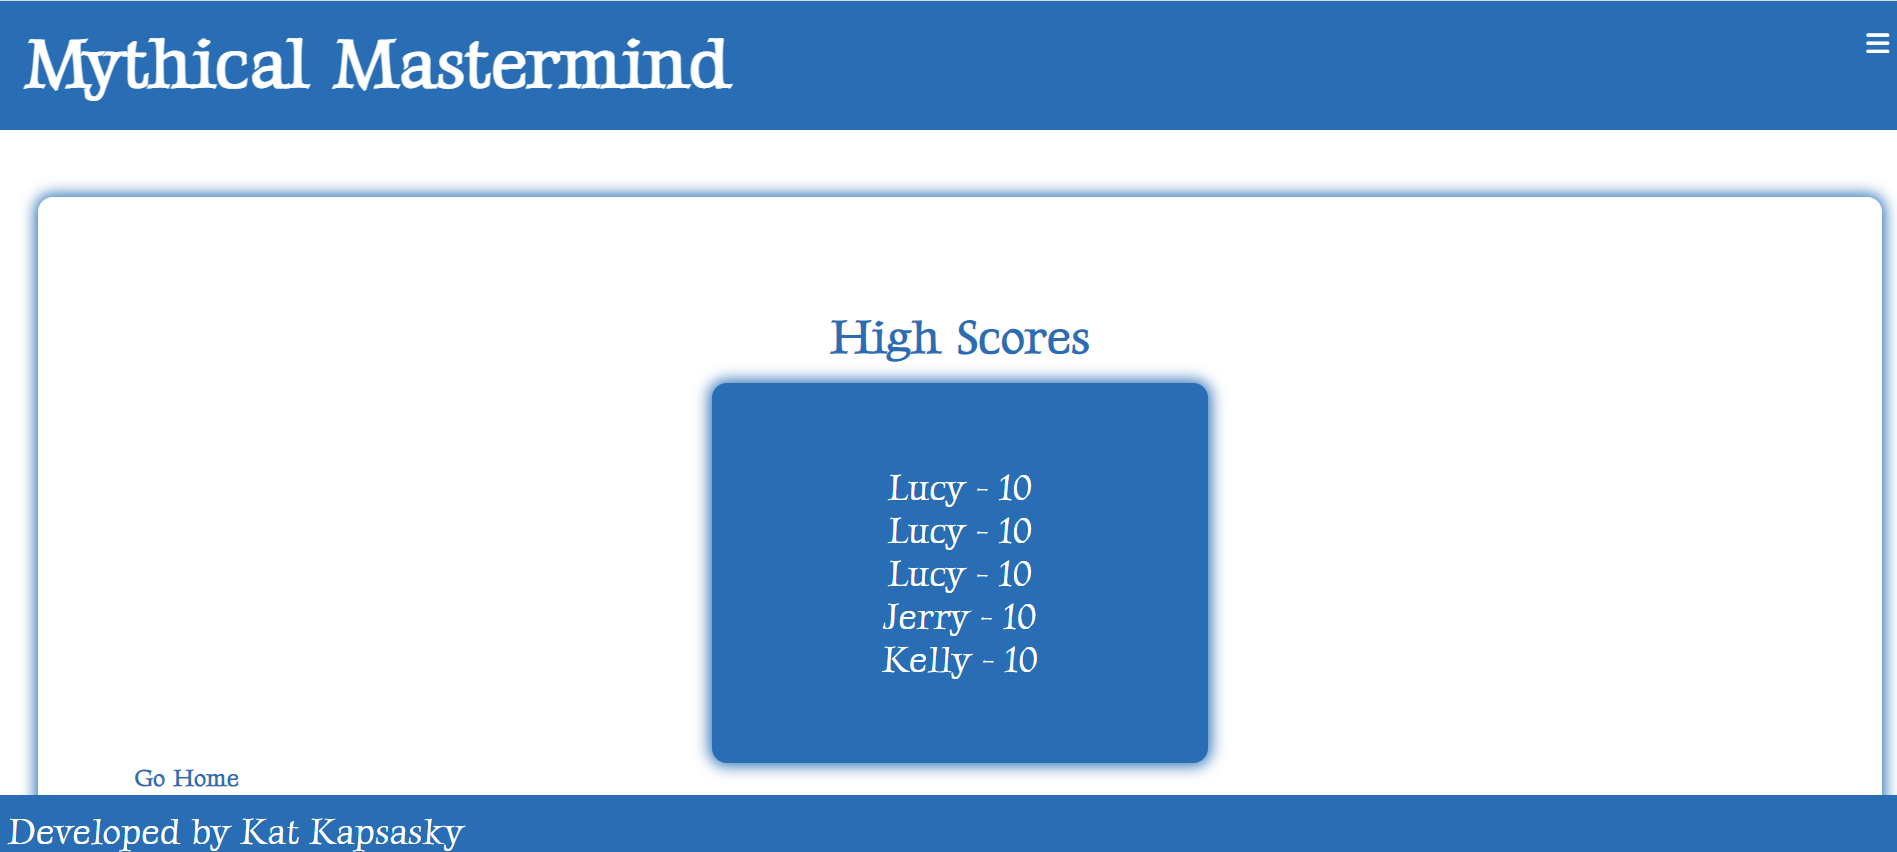 Mythical Mastermind
High Scores
Lucy - 10
Lucy - 10
Lucy - 10
Jerry - 10
Kelly - 10
Go Home
Developed by Kat Kapsasky